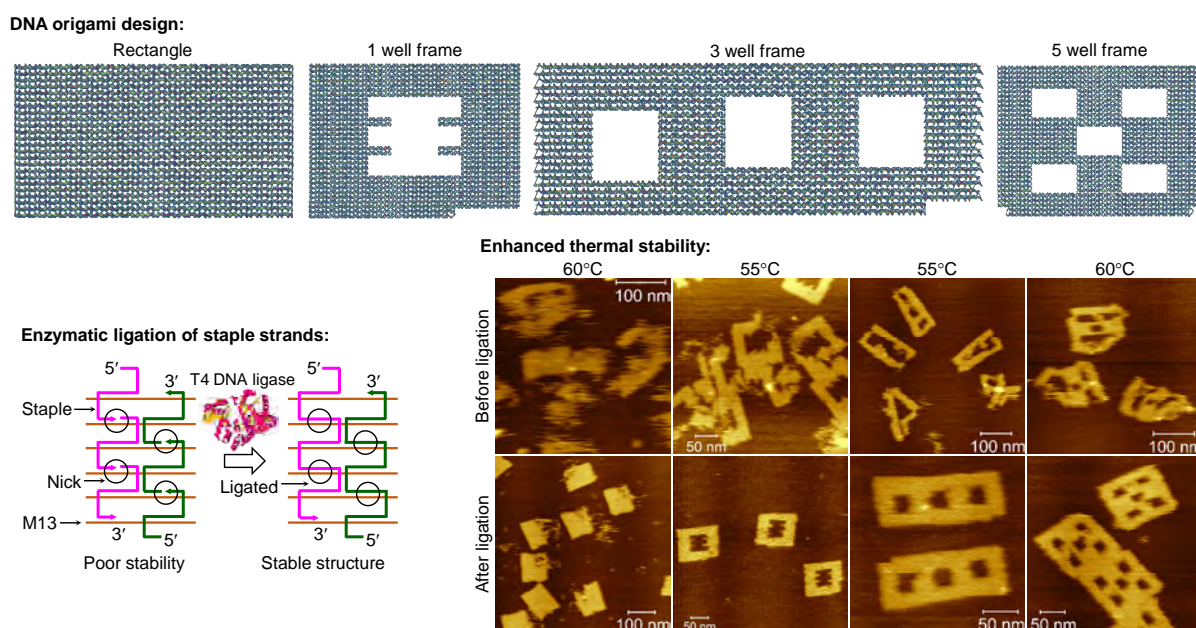 DNA origami design:
Rectangle
1 well frame
3 well frame
5 well frame
Enzymatic ligation of staple strands:
5′
3′
T4 DNA ligase
5′
3′
Staple
Nick
Ligated
M13
3′
5′
3′
5′
Poor stability
Stable structure
Enhanced thermal stability:
60°C
55°C
55°C
60°C
Before ligation
100 nm
50 nm
100 nm
100 nm
After ligation
100 nm
50 nm
50 nm
50 nm